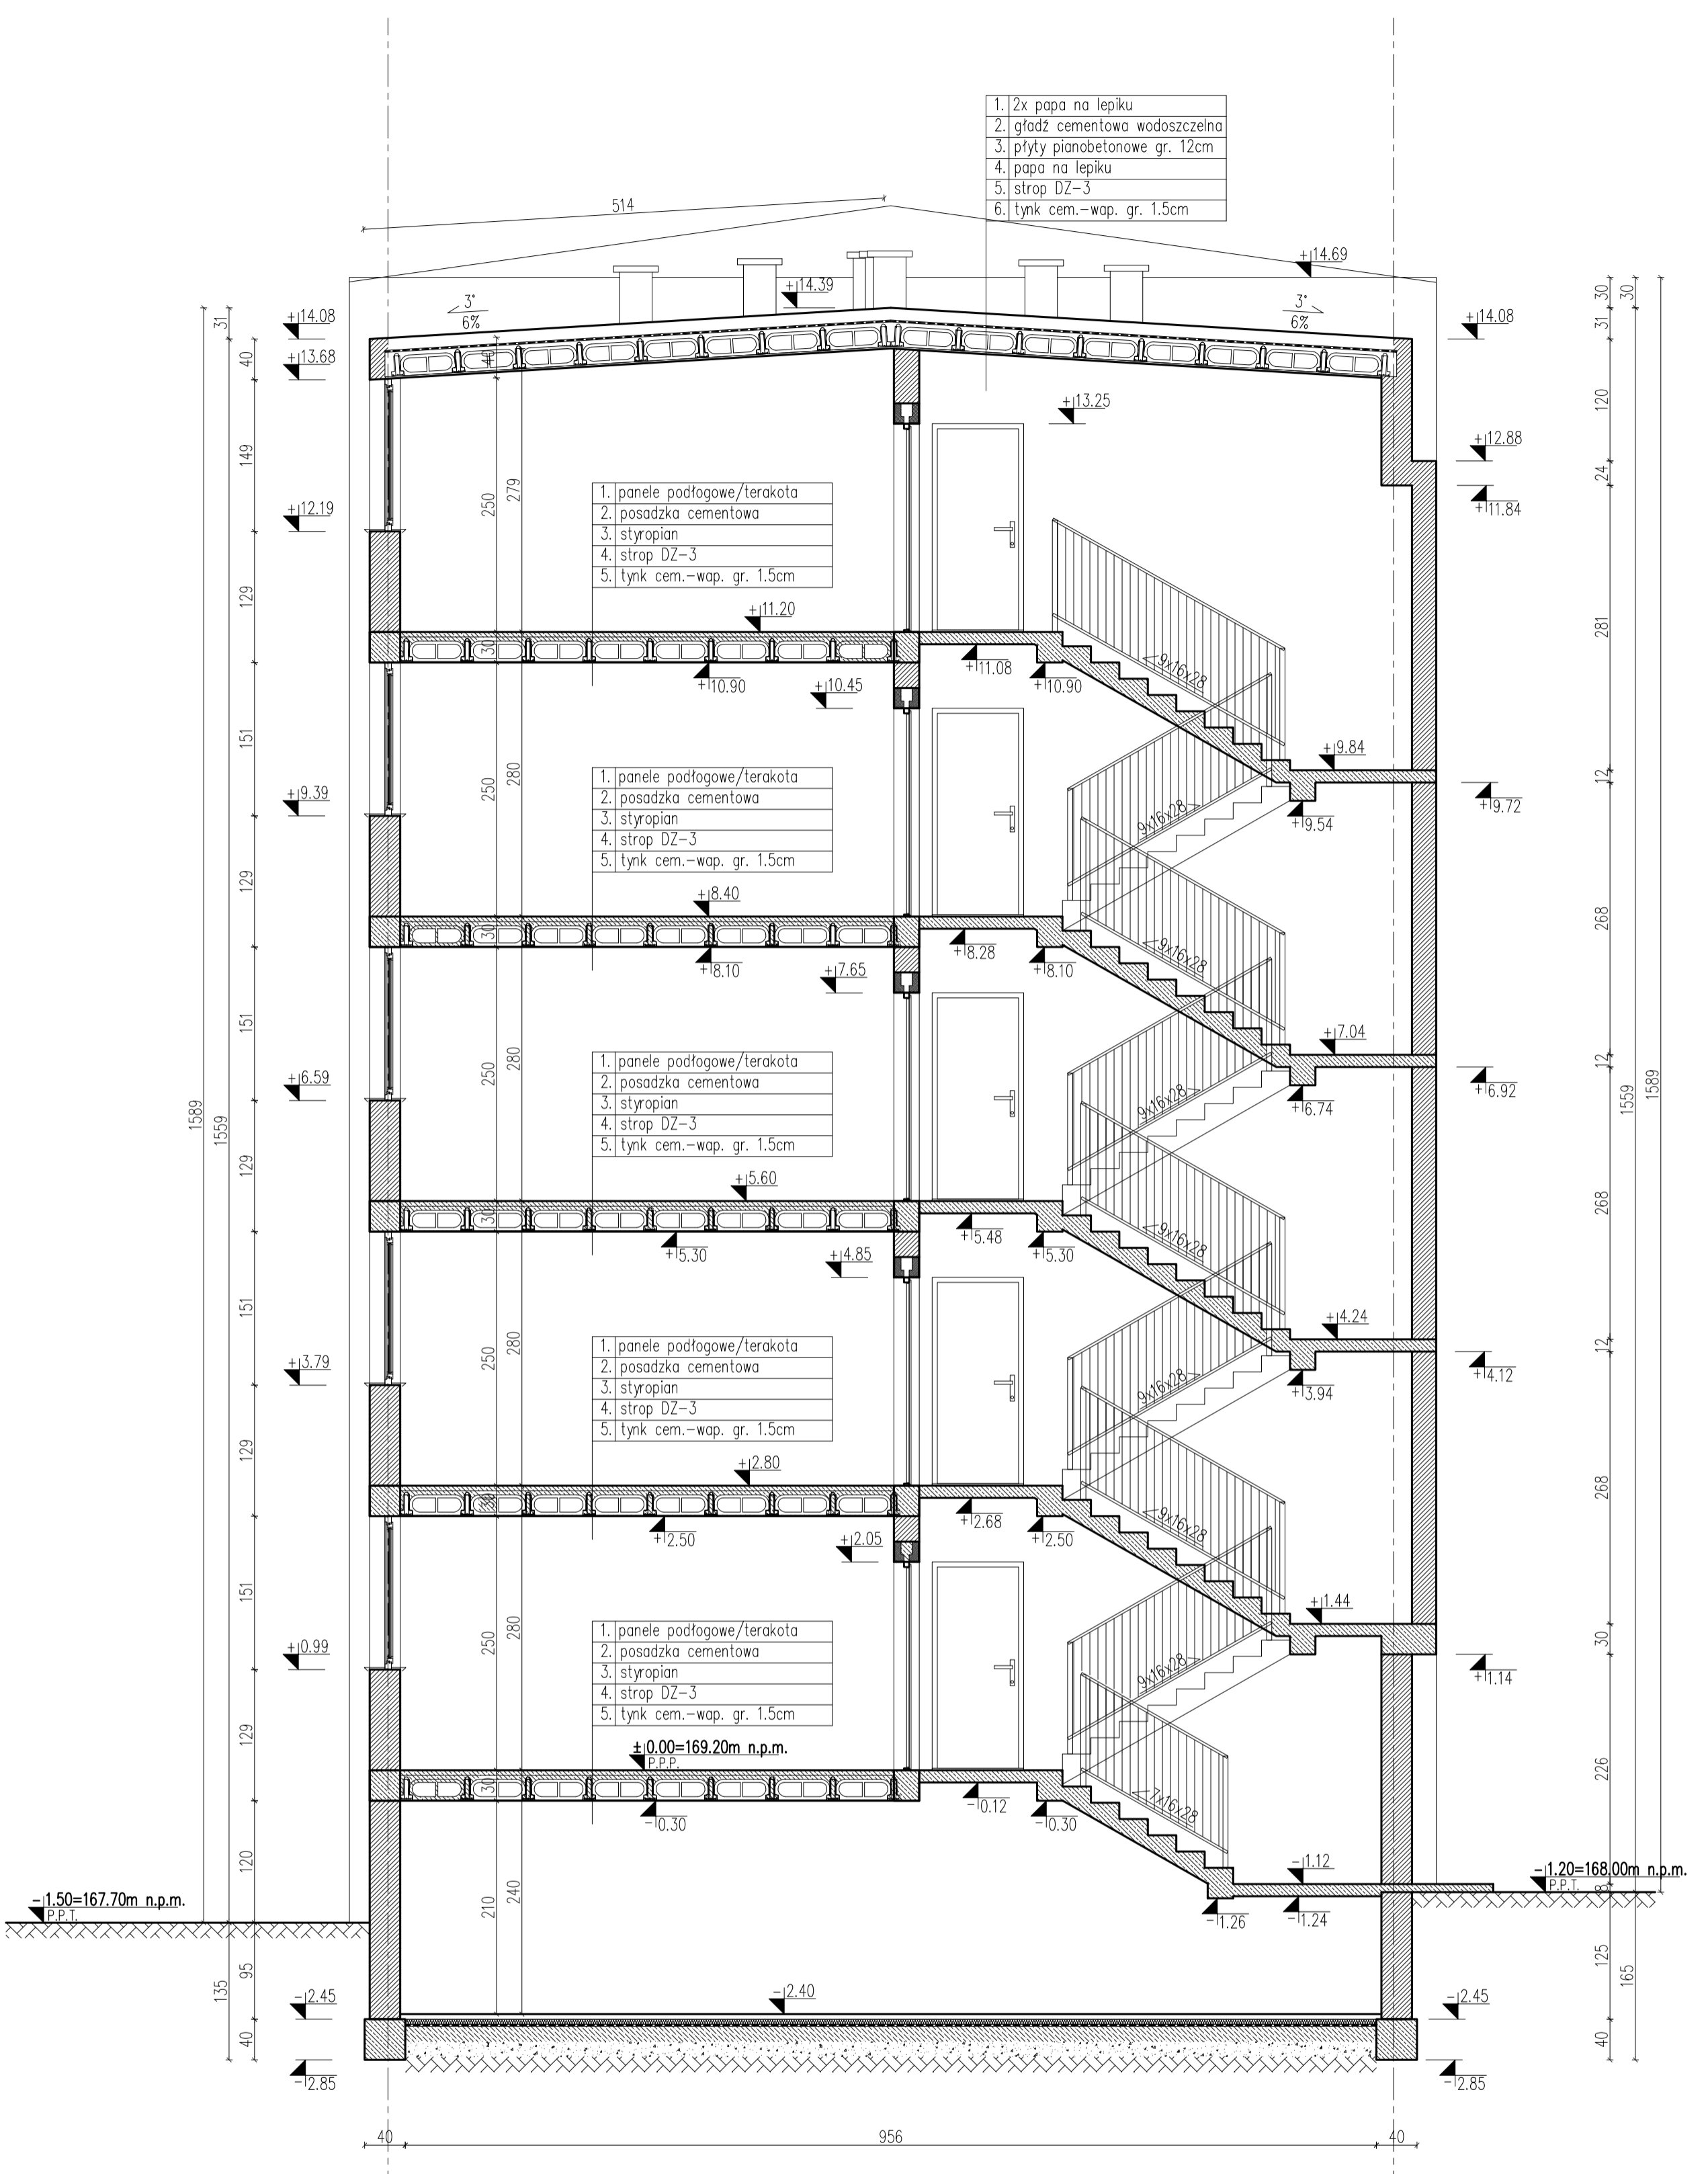 1. 2x papa na lepiku
2. gładź cementowa wodoszczelna
3. płyty pianobetonowe gr. 12cm
4. papa na lepiku
5. strop DZ-3
6. tynk cem.-wap. gr. 1.5cm
514
+14.69
+14.39
3°
6%
3°
6%
+14.08
+14.08
+13.68
30
30
31
31
40
40
+13.25
120
+12.88
24
+11.84
149
+12.19
250
279
1. panele podłogowe/terakota
2. posadzka cementowa
3. styropian
4. strop DZ-3
5. tynk cem.-wap. gr. 1.5cm
129
+11.20
30
+11.08
+10.90
+10.90
+10.45
9x16x28
281
151
+9.84
12
+9.72
+9.54
+9.39
250
280
1. panele podłogowe/terakota
2. posadzka cementowa
3. styropian
4. strop DZ-3
5. tynk cem.-wap. gr. 1.5cm
9x16x28
129
+8.40
30
+8.28
+8.10
+8.10
+7.65
9x16x28
268
151
+7.04
12
+6.92
+6.74
+6.59
250
280
1. panele podłogowe/terakota
2. posadzka cementowa
3. styropian
4. strop DZ-3
5. tynk cem.-wap. gr. 1.5cm
9x16x28
1589
1559
1559
1589
129
+5.60
30
+5.48
+5.30
+5.30
+4.85
9x16x28
268
151
+4.24
12
+4.12
+3.94
+3.79
250
280
1. panele podłogowe/terakota
2. posadzka cementowa
3. styropian
4. strop DZ-3
5. tynk cem.-wap. gr. 1.5cm
9x16x28
129
+2.80
30
+2.68
+2.50
+2.50
+2.05
9x16x28
268
151
+1.44
30
+1.14
+0.99
250
280
1. panele podłogowe/terakota
2. posadzka cementowa
3. styropian
4. strop DZ-3
5. tynk cem.-wap. gr. 1.5cm
9x16x28
129
±0.00=169.20m n.p.m.
P.P.P.
30
-0.12
-0.30
-0.30
7x16x28
226
120
-1.12
8
-1.20=168.00m n.p.m.
P.P.T.
-1.50=167.70m n.p.m.
P.P.T.
210
240
-1.26
-1.24
95
135
125
165
-2.40
-2.45
-2.45
40
40
-2.85
-2.85
40
956
40